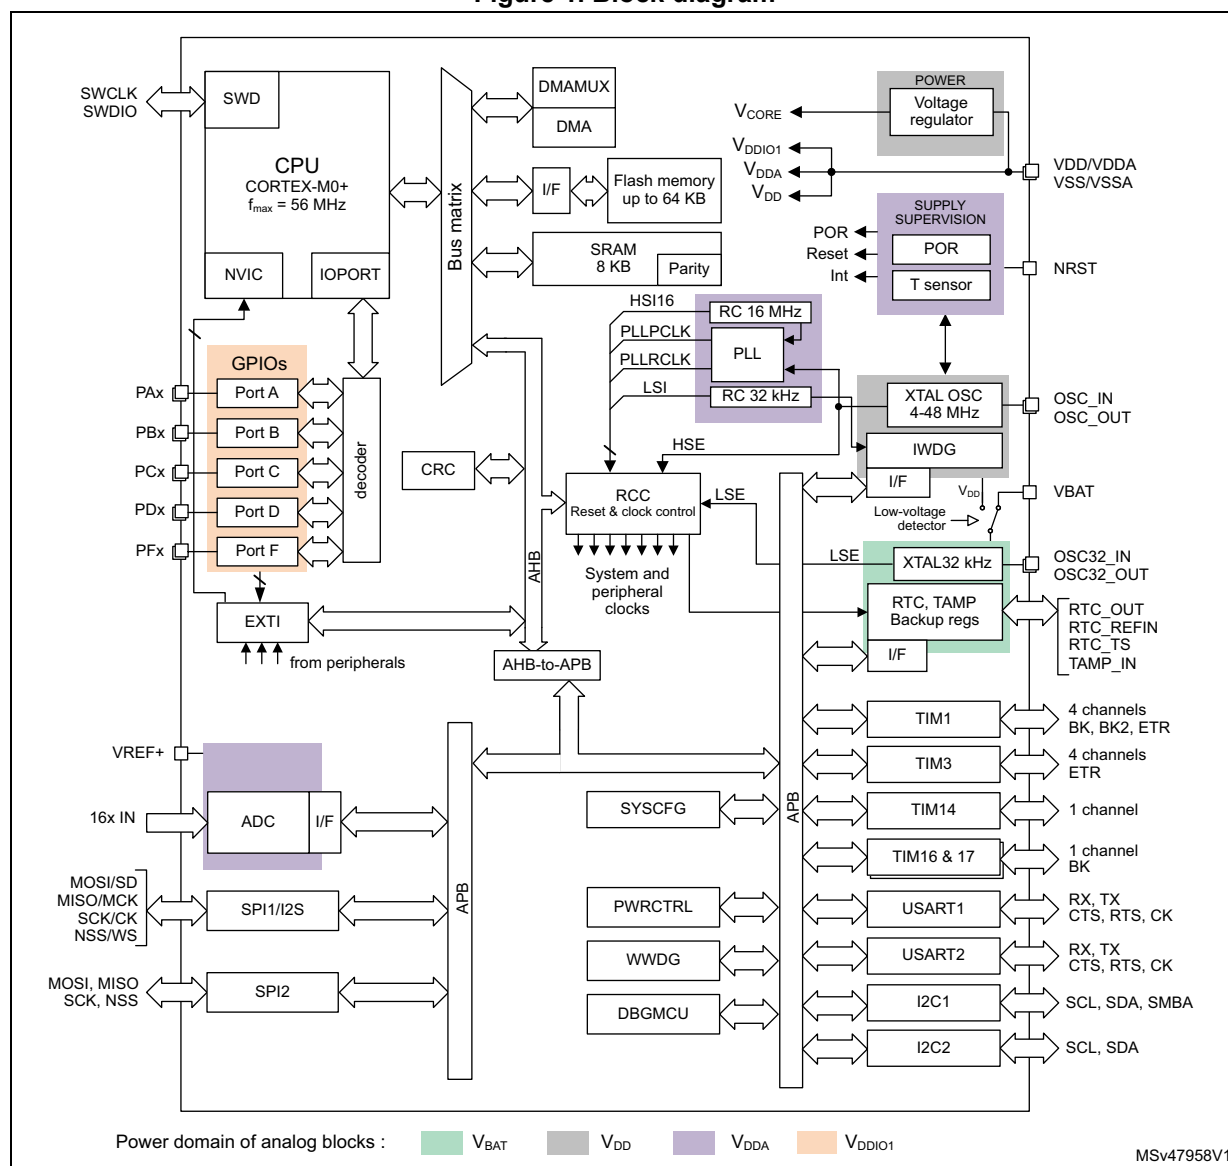 Figure 1. Block diagram
SWCLK
SWDIO
SWD
CPU
CORTEX-M0+
fmax = 56 MHz
NVIC
IOPORT
Bus matrix
DMAMUX
DMA
I/F
Flash memory
up to 64 KB
SRAM
8 KB
Parity
POWER
Voltage
regulator
VCORE
VDDIO1
VDDA
VDD
VDD/VDDA
VSS/VSSA
SUPPLY
SUPERVISION
POR
Reset
Int
POR
T sensor
NRST
HSI16
PLLPCLK
PLLRCLK
LSI
RC 16 MHz
PLL
RC 32 kHz
GPIOs
PAx
Port A
PBx
Port B
PCx
Port C
PDx
Port D
PFx
Port F
decoder
XTAL OSC
4-48 MHz
IWDG
I/F
OSC_IN
OSC_OUT
HSE
CRC
RCC
Reset & clock control
LSE
VDD
VBAT
Low-voltage
detector
AHB
System and
peripheral
clocks
LSE
XTAL32 kHz
OSC32_IN
OSC32_OUT
RTC, TAMP
Backup regs
I/F
RTC_OUT
RTC_REFIN
RTC_TS
TAMP_IN
EXTI
from peripherals
AHB-to-APB
VREF+
16x IN
ADC
I/F
MOSI/SD
MISO/MCK
SCK/CK
NSS/WS
SPI1/I2S
MOSI, MISO
SCK, NSS
SPI2
APB
SYSCFG
PWRCTRL
WWDG
DBGMCU
APB
TIM1
4 channels
BK, BK2, ETR
TIM3
4 channels
ETR
TIM14
1 channel
TIM16 & 17
1 channel
BK
USART1
RX, TX
CTS, RTS, CK
USART2
RX, TX
CTS, RTS, CK
I2C1
SCL, SDA, SMBA
I2C2
SCL, SDA
Power domain of analog blocks :
VBAT
VDD
VDDA
VDDIO1
MSv47958V1